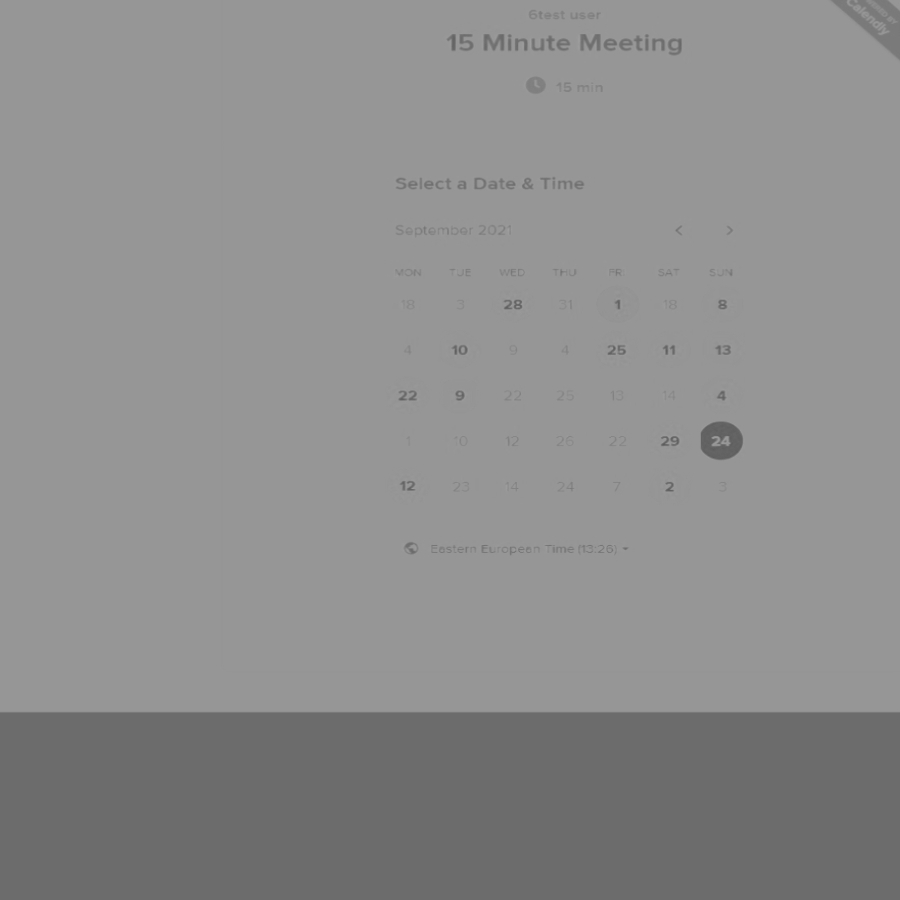 6test user
15 Minute Meeting
15 min
Calendly
Select a Date & Time
September 2021
MON TUE WED THU FRI SAT SUN
18 3 28 31 1 18 8
4 10 9 4 25 11 13
22 9 22 25 13 14 4
1 10 12 26 22 29 24
12 23 14 24 7 2 3
Eastern European Time (13:26)